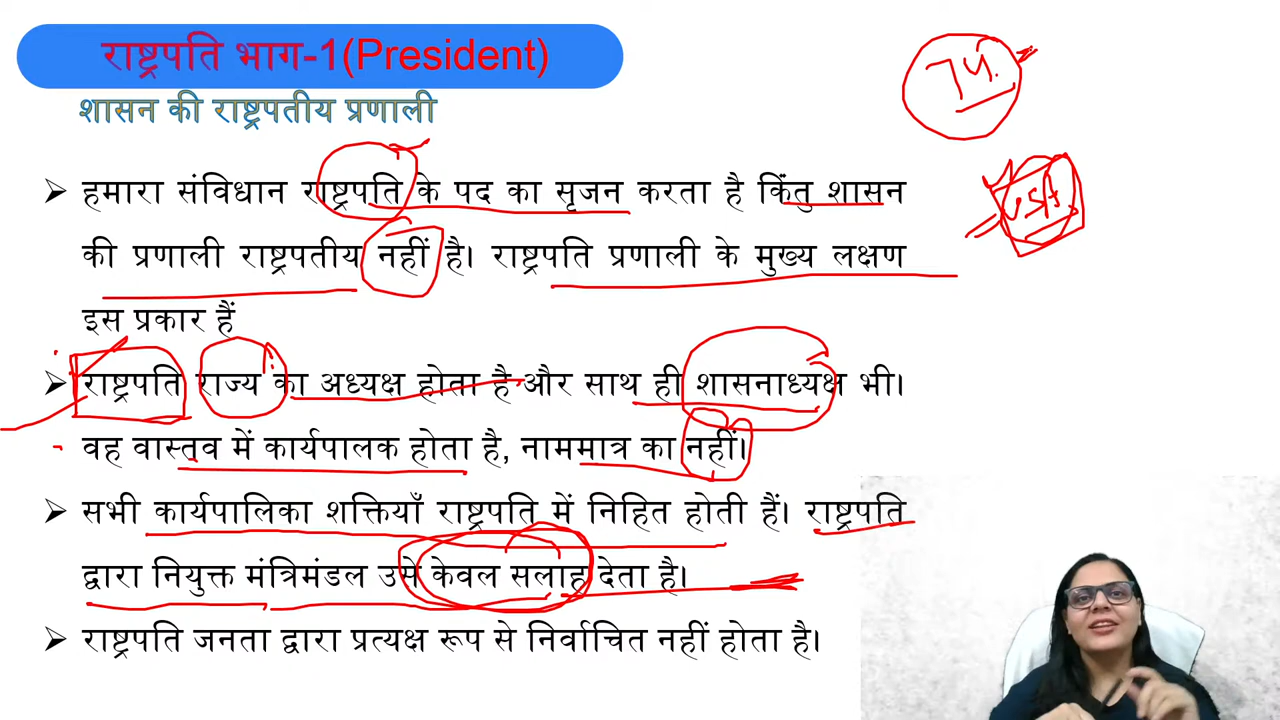 राष्ट्रपति भाग-1(President)
शासन की राष्ट्रपतीय प्रणाली
74
USA
➤ हमारा संविधान राष्ट्रपति के पद का सृजन करता है किंतु शासन
की प्रणाली राष्ट्रपतीय नहीं है। राष्ट्रपति प्रणाली के मुख्य लक्षण
इस प्रकार हैं
➤ राष्ट्रपति राज्य का अध्यक्ष होता है और साथ ही शासनाध्यक्ष भी।
वह वास्तव में कार्यपालक होता है, नाममात्र का नहीं।
➤ सभी कार्यपालिका शक्तियाँ राष्ट्रपति में निहित होती हैं। राष्ट्रपति
द्वारा नियुक्त मंत्रिमंडल उसे केवल सलाह देता है।
➤ राष्ट्रपति जनता द्वारा प्रत्यक्ष रूप से निर्वाचित नहीं होता है।